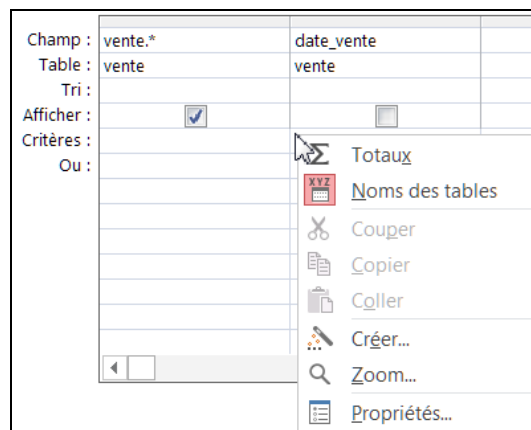 Champ : vente.* date_vente
Table : vente vente
Tri :
Afficher :
Critères :
Ou :
Totaux
XYZ
Noms des tables
Couper
Copier
Coller
Créer...
Zoom...
Propriétés...